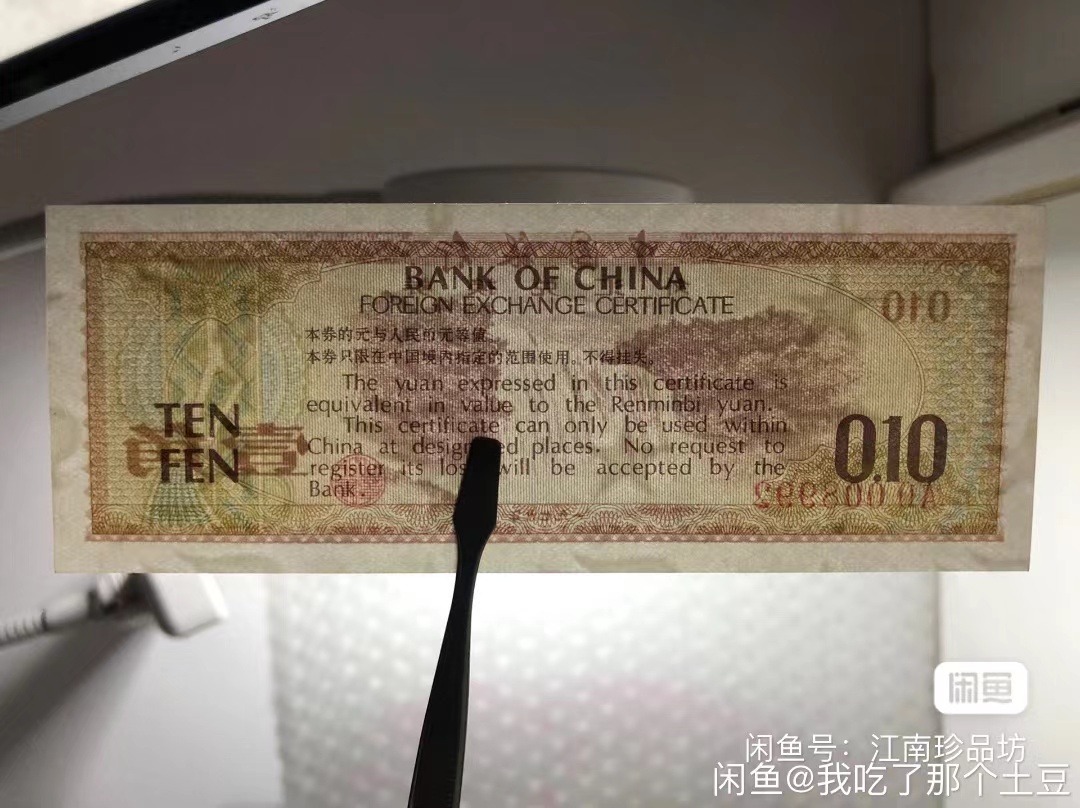 BANK OF CHINA
FOREIGN EXCHANGE CERTIFICATE
010
本券的元与人民币元等值。
本券只限在中国境内指定的范围使用，不得挂失。
The yuan expressed in this certificate is
equivalent in value to the Renminbi yuan.
This certificate can only be used within
China at designated places. No request to
register its loss will be accepted by the
Bank.
TEN
FEN
壹角
0.10
闲鱼
闲鱼号：江南珍品坊
闲鱼@我吃了那个土豆